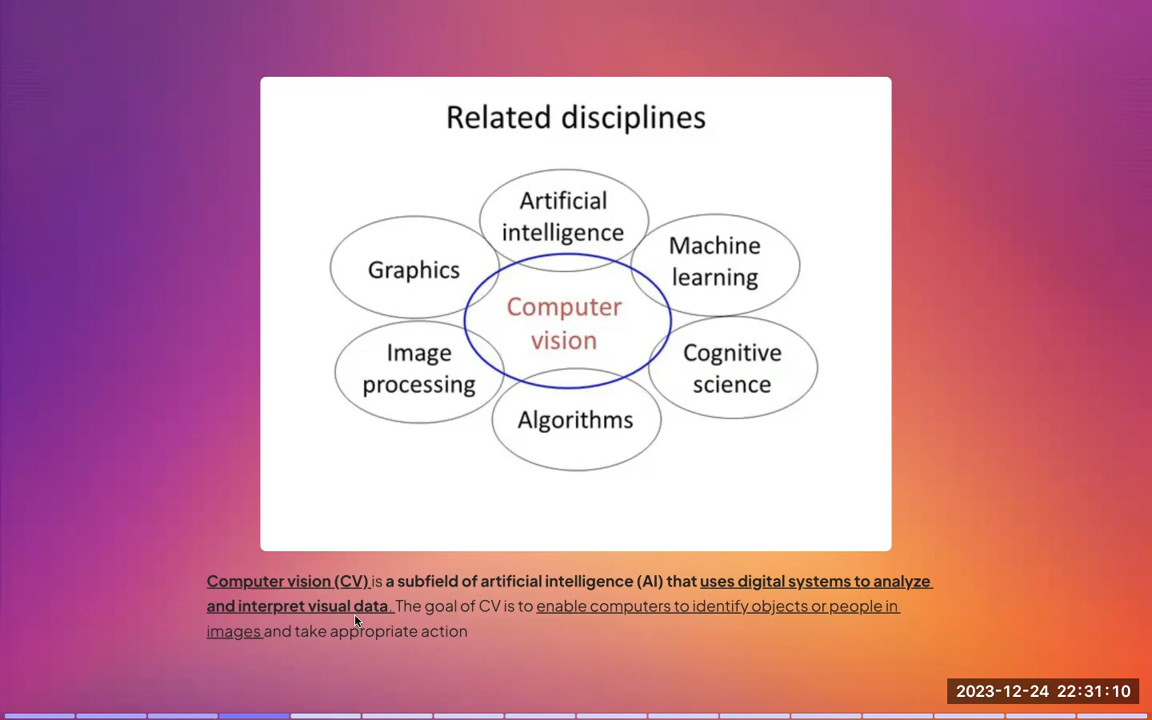 Related disciplines
Artificial
intelligence
Graphics
Machine
learning
Computer
vision
Image
processing
Cognitive
science
Algorithms
Computer vision (CV) is a subfield of artificial intelligence (AI) that uses digital systems to analyze
and interpret visual data. The goal of CV is to enable computers to identify objects or people in
images and take appropriate action
2023-12-24 22:31:10